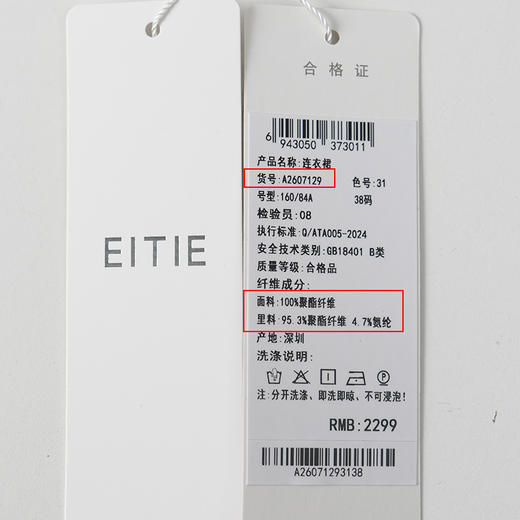 EITIE
合格证
6 943050 373011
产品名称:连衣裙
货号:A2607129 色号:31
号型:160/84A 38码
检验员:08
执行标准:Q/ATA005-2024
安全技术类别:GB18401 B类
质量等级:合格品
纤维成分:
面料:100%聚酯纤维
里料:95.3%聚酯纤维 4.7%氨纶
产地:深圳
洗涤说明:
注:分开洗涤、即洗即晾、不可浸泡!
RMB:2299
A26071293138